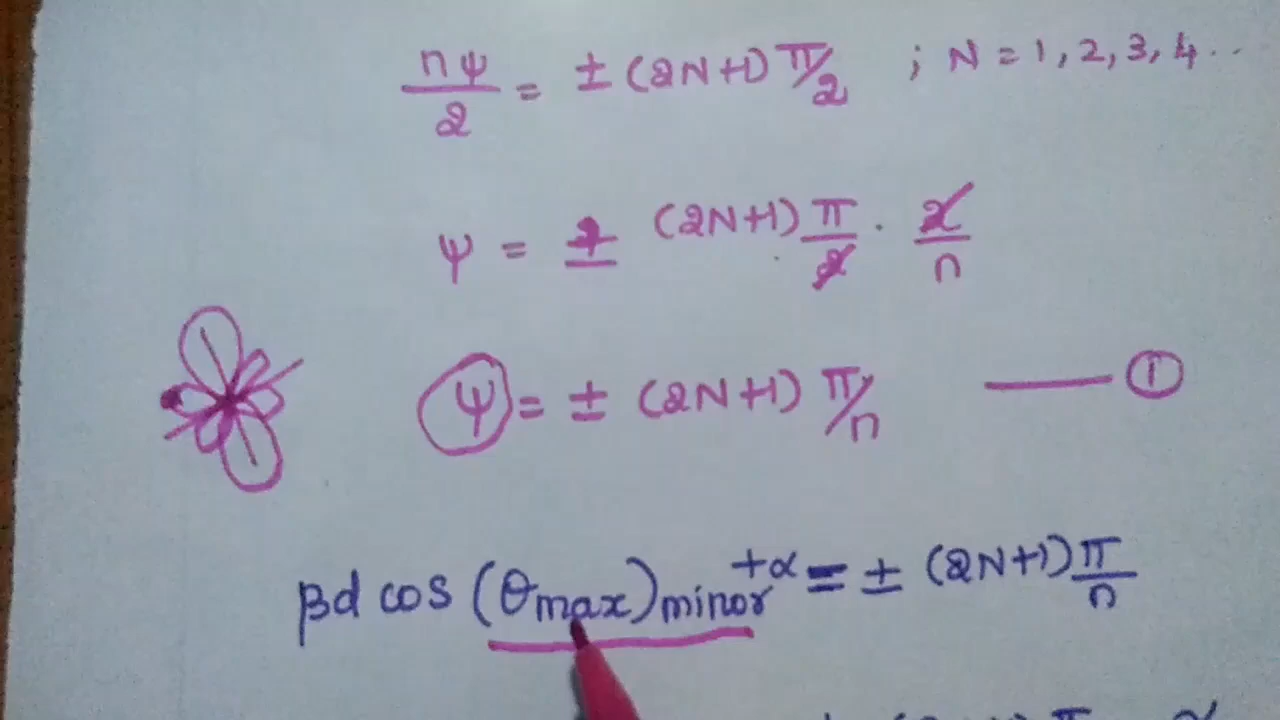 nψ/2 = ± (2N+1) π/2 ; N = 1, 2, 3, 4 ..
ψ = ± (2N+1) π/2 · 2/n
ψ = ± (2N+1) π/n —— ①
βd cos (θmax)minor +α = ± (2N+1) π/n